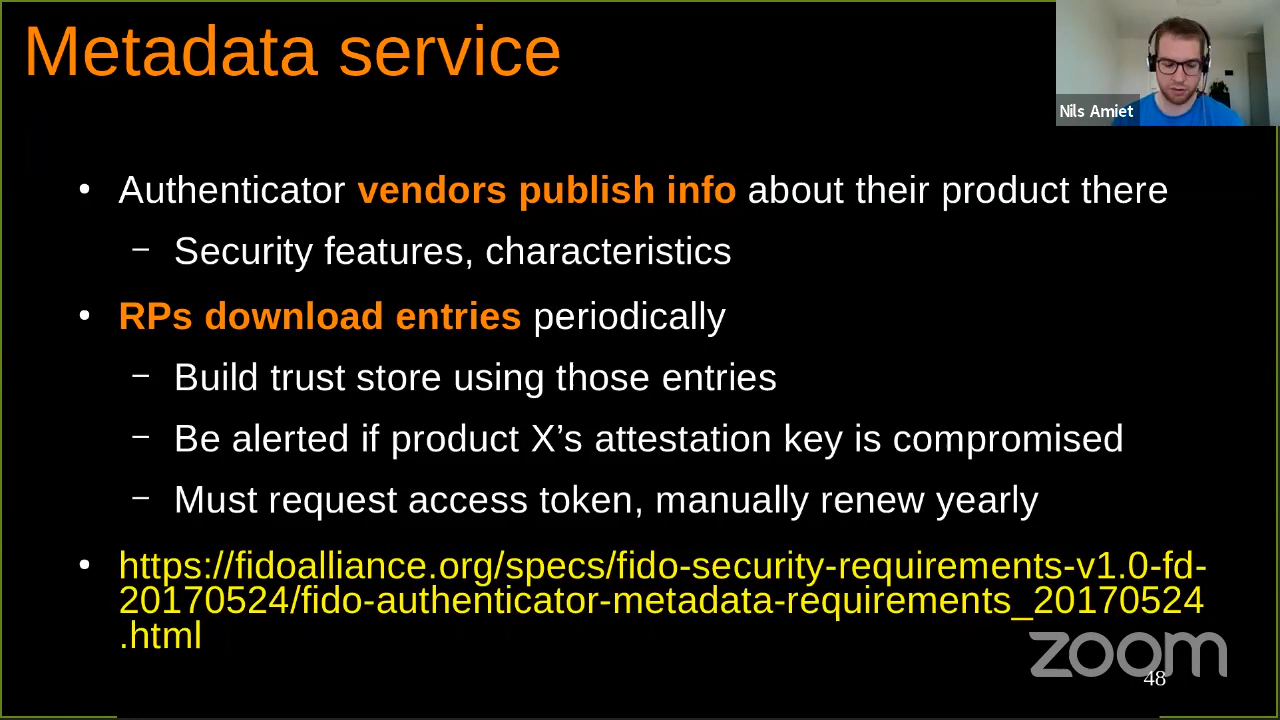 Metadata service
Nils Amiet
• Authenticator vendors publish info about their product there
– Security features, characteristics
• RPs download entries periodically
– Build trust store using those entries
– Be alerted if product X’s attestation key is compromised
– Must request access token, manually renew yearly
• https://fidoalliance.org/specs/fido-security-requirements-v1.0-fd-
20170524/fido-authenticator-metadata-requirements_20170524
.html
zoom
48